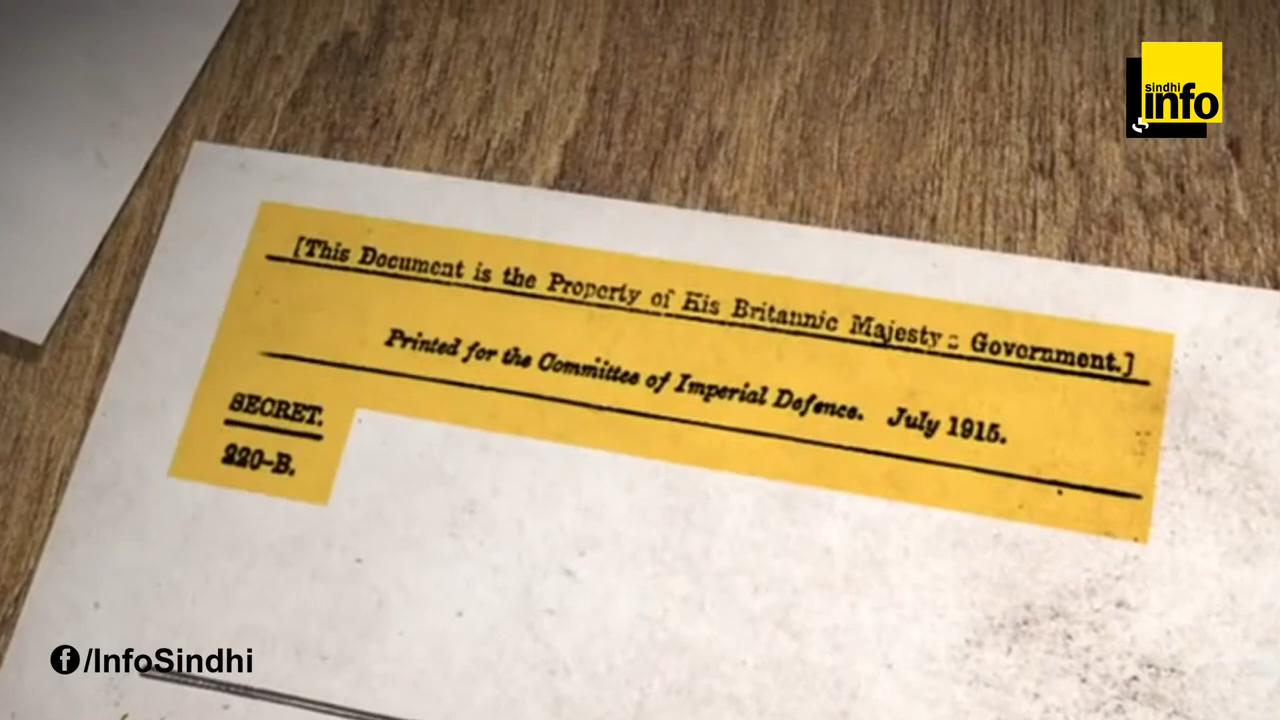 sindhi
info
[This Document is the Property of His Britannic Majesty's Government.]
Printed for the Committee of Imperial Defence. July 1915.
SECRET.
220-B.
/InfoSindhi